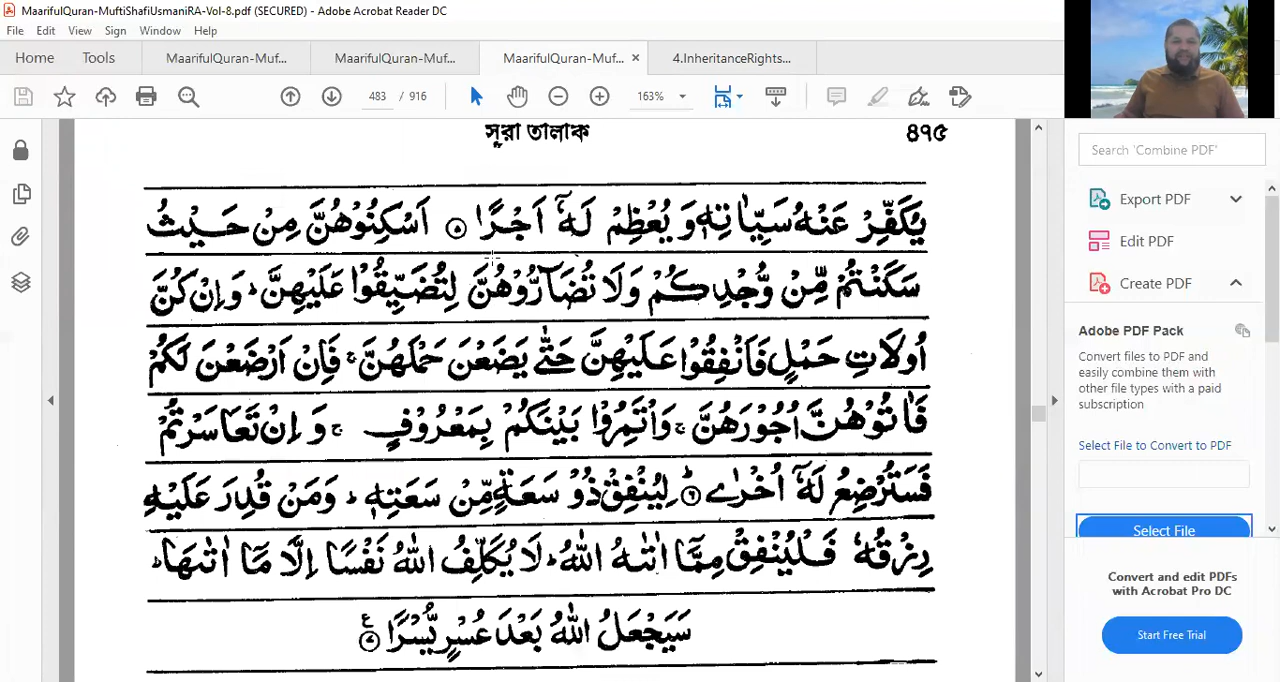 MaarifulQuran-MuftiShafiUsmaniRA-Vol-8.pdf (SECURED) - Adobe Acrobat Reader DC
File Edit View Sign Window Help
Home Tools MaarifulQuran-Muf... MaarifulQuran-Muf... MaarifulQuran-Muf... × 4.InheritanceRights...
483 / 916 163%
সূরা তালাক ৪৭৫
يُكَفِّرْ عَنْهُ سَيِّاٰتِهٖ وَيُعْظِمْ لَهٗٓ اَجْرًا ۝٥ اَسْكِنُوْهُنَّ مِنْ حَيْثُ
سَكَنْتُمْ مِّنْ وُّجْدِكُمْ وَلَا تُضَآرُّوْهُنَّ لِتُضَيِّقُوْا عَلَيْهِنَّ ؕ وَاِنْ كُنَّ
اُولَاتِ حَمْلٍ فَاَنْفِقُوْا عَلَيْهِنَّ حَتّٰى يَضَعْنَ حَمْلَهُنَّ ۚ فَاِنْ اَرْضَعْنَ لَكُمْ
فَاٰتُوْهُنَّ اُجُوْرَهُنَّ ۚ وَاْتَمِرُوْا بَيْنَكُمْ بِمَعْرُوْفٍ ۚ وَ اِنْ تَعَاسَرْتُمْ
فَسَتُرْضِعُ لَهٗٓ اُخْرٰى ۝٦ لِيُنْفِقْ ذُوْ سَعَةٍ مِّنْ سَعَتِهٖ ؕ وَمَنْ قُدِرَ عَلَيْهِ
رِزْقُهٗ فَلْيُنْفِقْ مِمَّآ اٰتٰىهُ اللّٰهُ ؕ لَا يُكَلِّفُ اللّٰهُ نَفْسًا اِلَّا مَآ اٰتٰىهَا ؕ
سَيَجْعَلُ اللّٰهُ بَعْدَ عُسْرٍ يُّسْرًا ۝٧
Search 'Combine PDF'
Export PDF
Edit PDF
Create PDF
Adobe PDF Pack
Convert files to PDF and
easily combine them with
other file types with a paid
subscription
Select File to Convert to PDF
Select File
Convert and edit PDFs
with Acrobat Pro DC
Start Free Trial